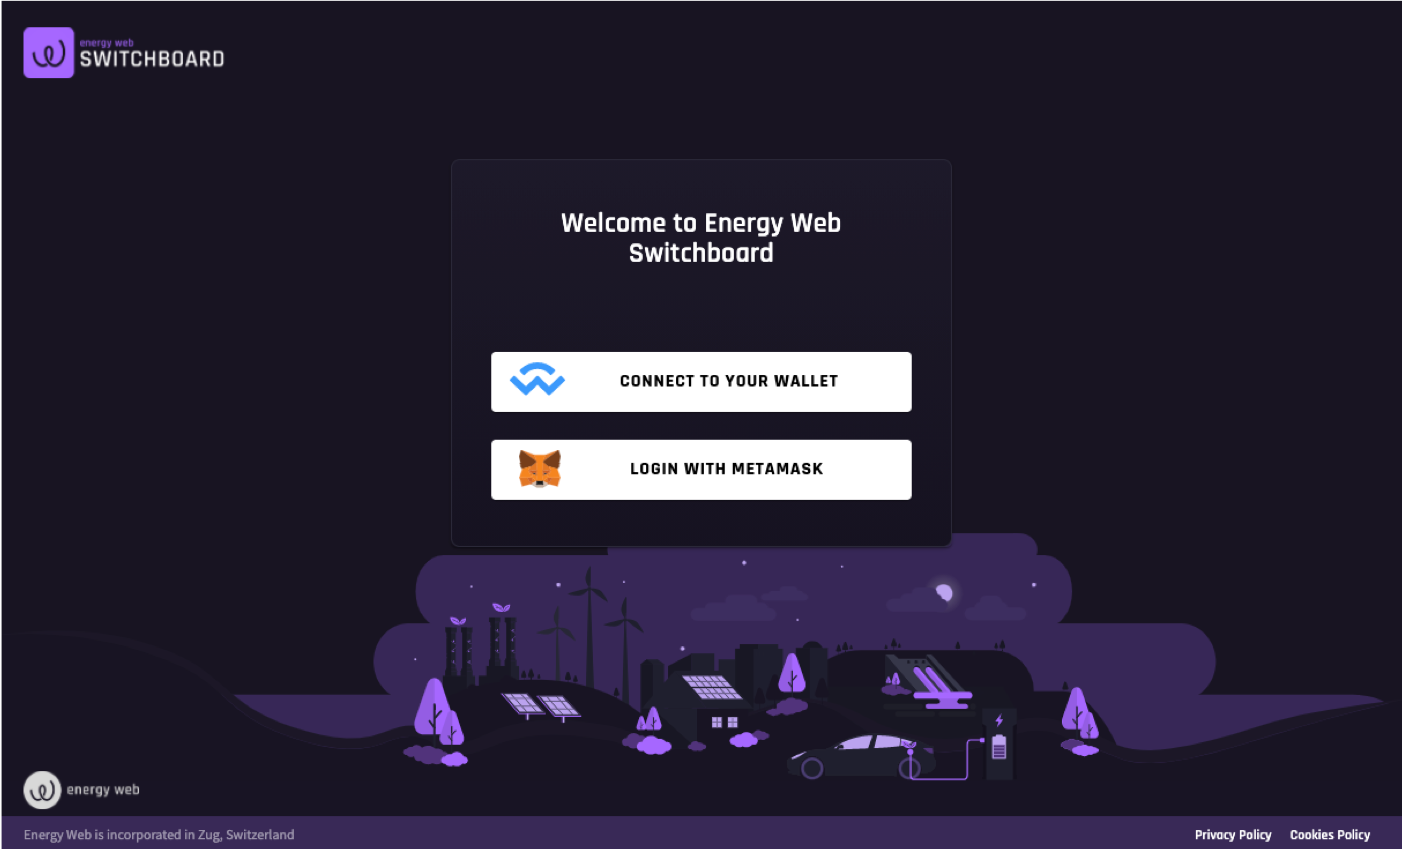 energy web
SWITCHBOARD
Welcome to Energy Web
Switchboard
CONNECT TO YOUR WALLET
LOGIN WITH METAMASK
energy web
Energy Web is incorporated in Zug, Switzerland
Privacy Policy Cookies Policy